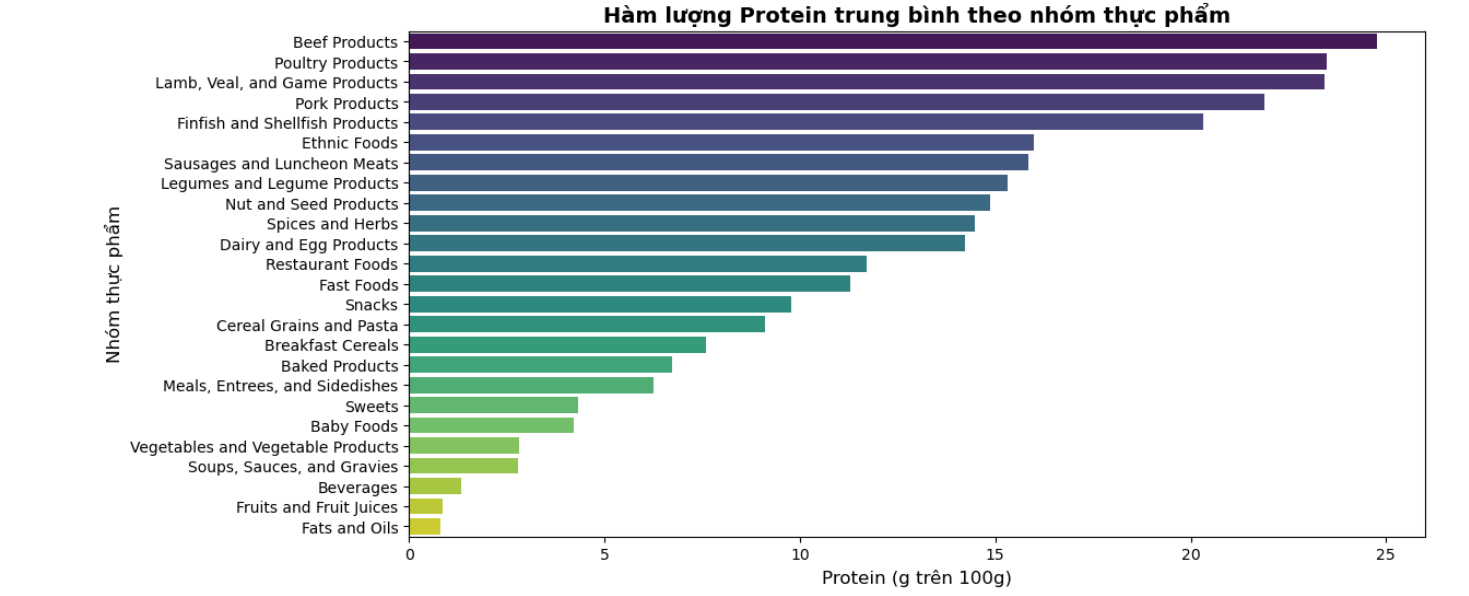 Hàm lượng Protein trung bình theo nhóm thực phẩm
Nhóm thực phẩm
Beef Products
Poultry Products
Lamb, Veal, and Game Products
Pork Products
Finfish and Shellfish Products
Ethnic Foods
Sausages and Luncheon Meats
Legumes and Legume Products
Nut and Seed Products
Spices and Herbs
Dairy and Egg Products
Restaurant Foods
Fast Foods
Snacks
Cereal Grains and Pasta
Breakfast Cereals
Baked Products
Meals, Entrees, and Sidedishes
Sweets
Baby Foods
Vegetables and Vegetable Products
Soups, Sauces, and Gravies
Beverages
Fruits and Fruit Juices
Fats and Oils
0 5 10 15 20 25
Protein (g trên 100g)